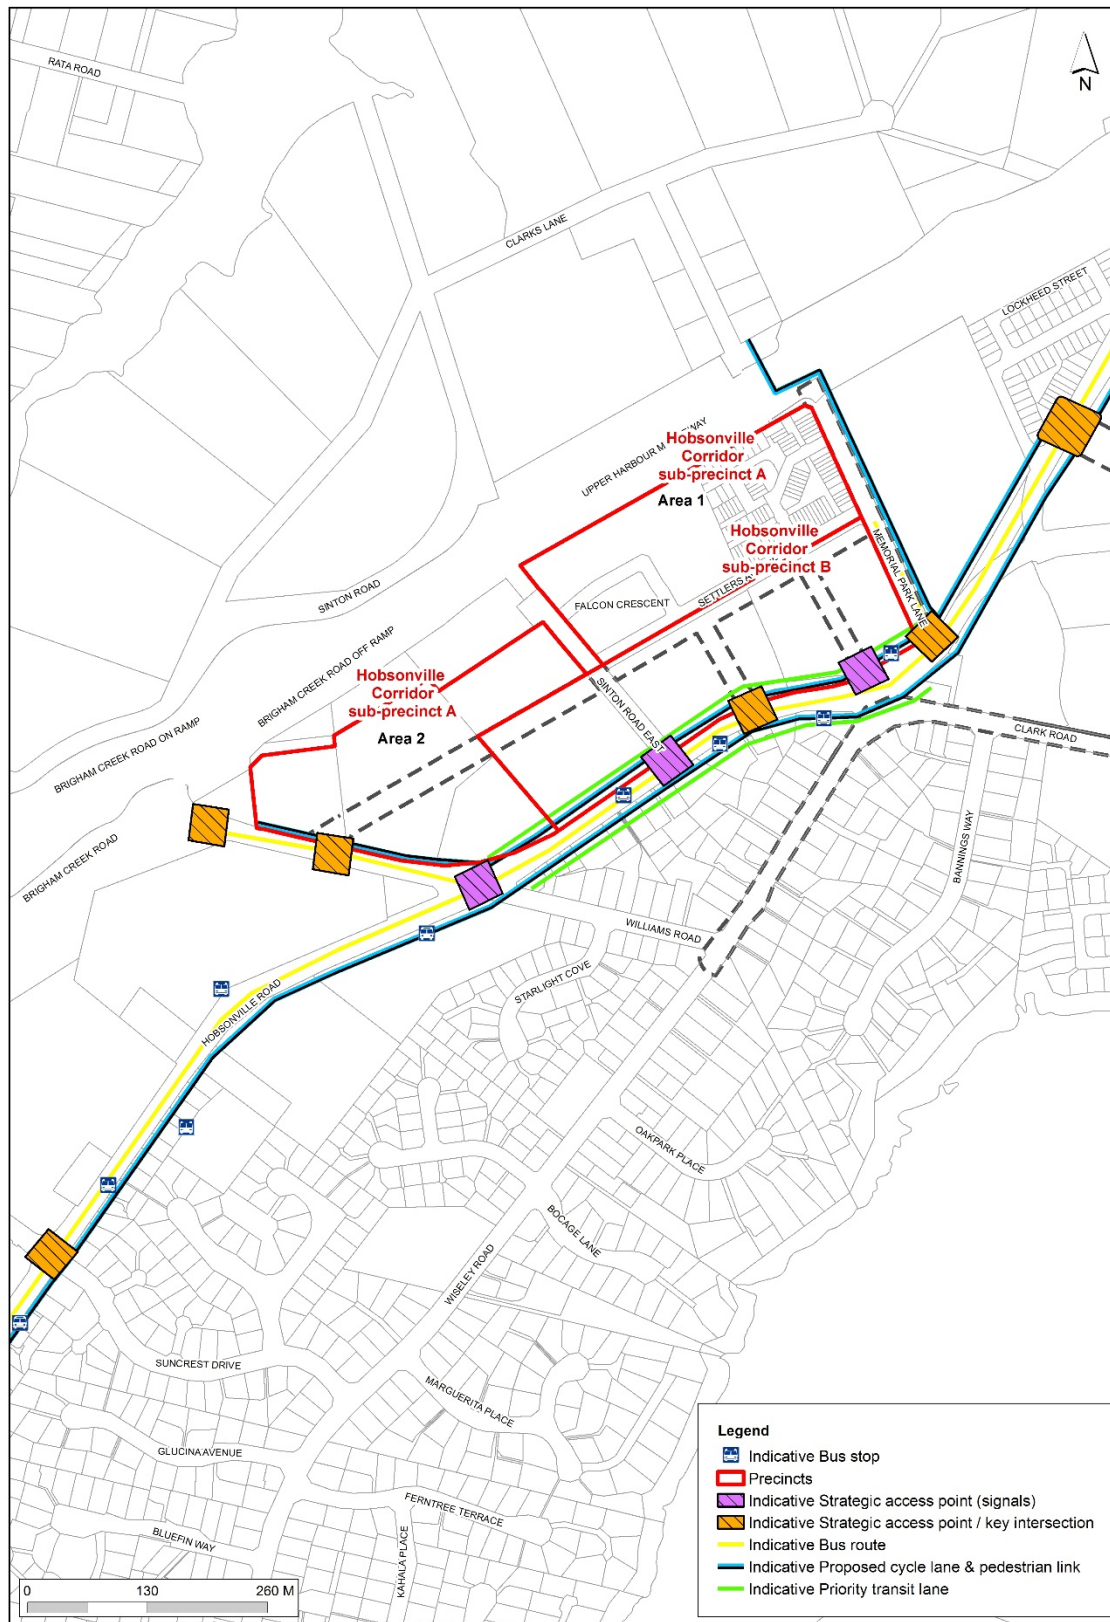 RATA ROAD
N
CLARKS LANE
LOCKHEED STREET
UPPER HARBOUR M WAY
Hobsonville
Corridor
sub-precinct A
Area 1
Hobsonville
Corridor
sub-precinct B
MEMORIAL PARK LANE
SETTLERS A
FALCON CRESCENT
SINTON ROAD
BRIGHAM CREEK ROAD OFF RAMP
Hobsonville
Corridor
sub-precinct A
Area 2
SINTON ROAD EAST
BRIGHAM CREEK ROAD ON RAMP
CLARK ROAD
BRIGHAM CREEK ROAD
BANNINGS WAY
WILLIAMS ROAD
STARLIGHT COVE
HOBSONVILLE ROAD
OAKPARK PLACE
BOCAGE LANE
WISELEY ROAD
SUNCREST DRIVE
MARGUERITA PLACE
GLUCINA AVENUE
FERNTREE TERRACE
BLUEFIN WAY
KAHALA PLACE
0 130 260 M
Legend
Indicative Bus stop
Precincts
Indicative Strategic access point (signals)
Indicative Strategic access point / key intersection
Indicative Bus route
Indicative Proposed cycle lane & pedestrian link
Indicative Priority transit lane